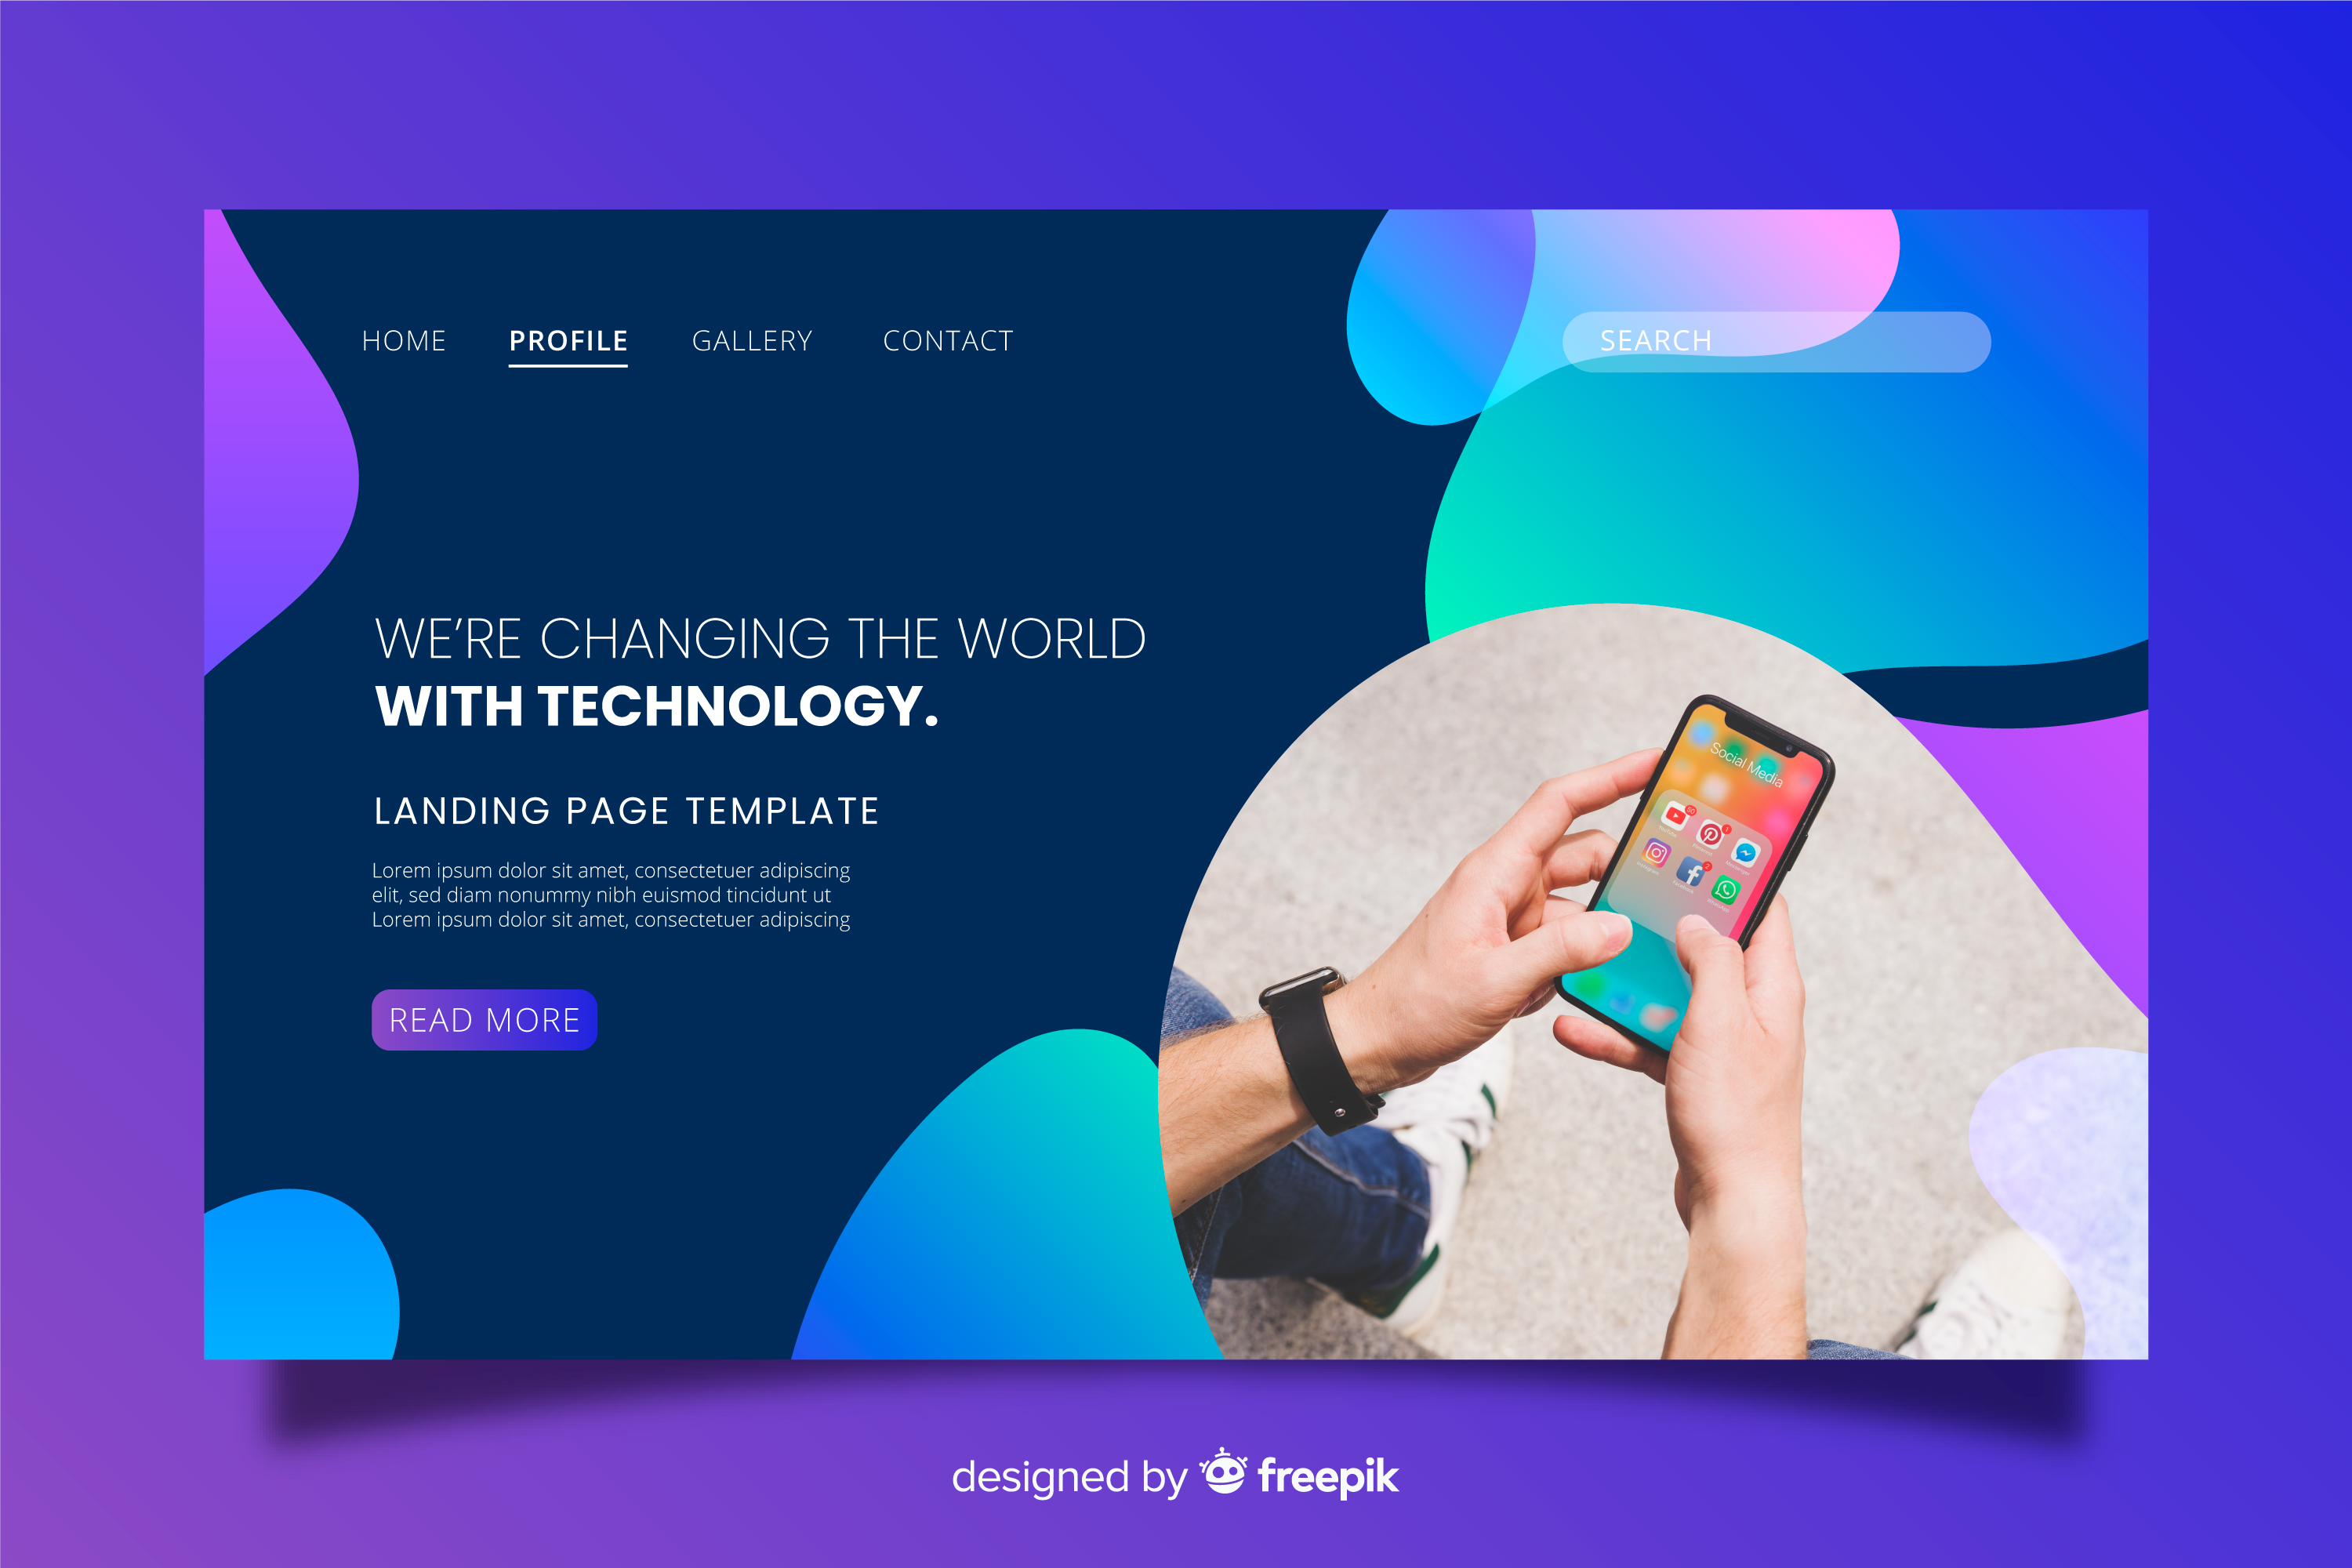 HOME PROFILE GALLERY CONTACT
SEARCH
WE'RE CHANGING THE WORLD
WITH TECHNOLOGY.
LANDING PAGE TEMPLATE
Lorem ipsum dolor sit amet, consectetuer adipiscing
elit, sed diam nonummy nibh euismod tincidunt ut
Lorem ipsum dolor sit amet, consectetuer adipiscing
READ MORE
Social Media
designed by freepik